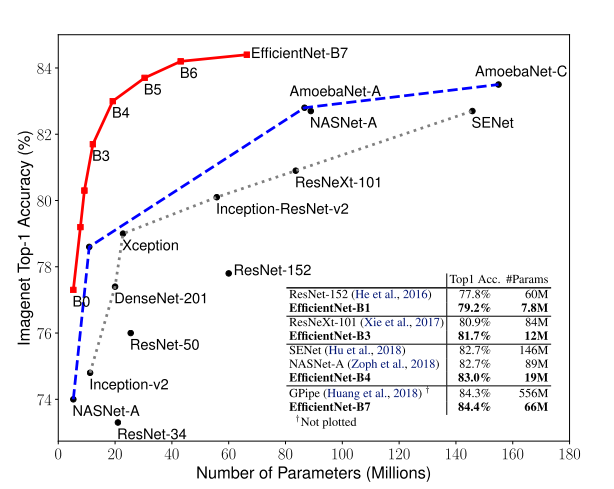 EfficientNet-B7
84
B6
AmoebaNet-C
B5
AmoebaNet-A
B4
NASNet-A
SENet
82
B3
ResNeXt-101
80
Inception-ResNet-v2
Xception
78
ResNet-152
B0
DenseNet-201
76
ResNet-50
Inception-v2
74
NASNet-A
ResNet-34
Imagenet Top-1 Accuracy (%)
Top1 Acc. #Params
ResNet-152 (He et al., 2016) 77.8% 60M
EfficientNet-B1 79.2% 7.8M
ResNeXt-101 (Xie et al., 2017) 80.9% 84M
EfficientNet-B3 81.7% 12M
SENet (Hu et al., 2018) 82.7% 146M
NASNet-A (Zoph et al., 2018) 82.7% 89M
EfficientNet-B4 83.0% 19M
GPipe (Huang et al., 2018) † 84.3% 556M
EfficientNet-B7 84.4% 66M
†Not plotted
0 20 40 60 80 100 120 140 160 180
Number of Parameters (Millions)